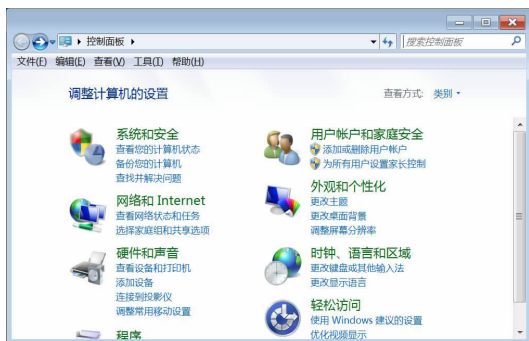 控制面板
搜索控制面板
文件(F) 编辑(E) 查看(V) 工具(T) 帮助(H)
调整计算机的设置
查看方式: 类别
系统和安全
查看您的计算机状态
备份您的计算机
查找并解决问题
网络和 Internet
查看网络状态和任务
选择家庭组和共享选项
硬件和声音
查看设备和打印机
添加设备
连接到投影仪
调整常用移动设置
程序
用户帐户和家庭安全
添加或删除用户帐户
为所有用户设置家长控制
外观和个性化
更改主题
更改桌面背景
调整屏幕分辨率
时钟、语言和区域
更改键盘或其他输入法
更改显示语言
轻松访问
使用 Windows 建议的设置
优化视频显示